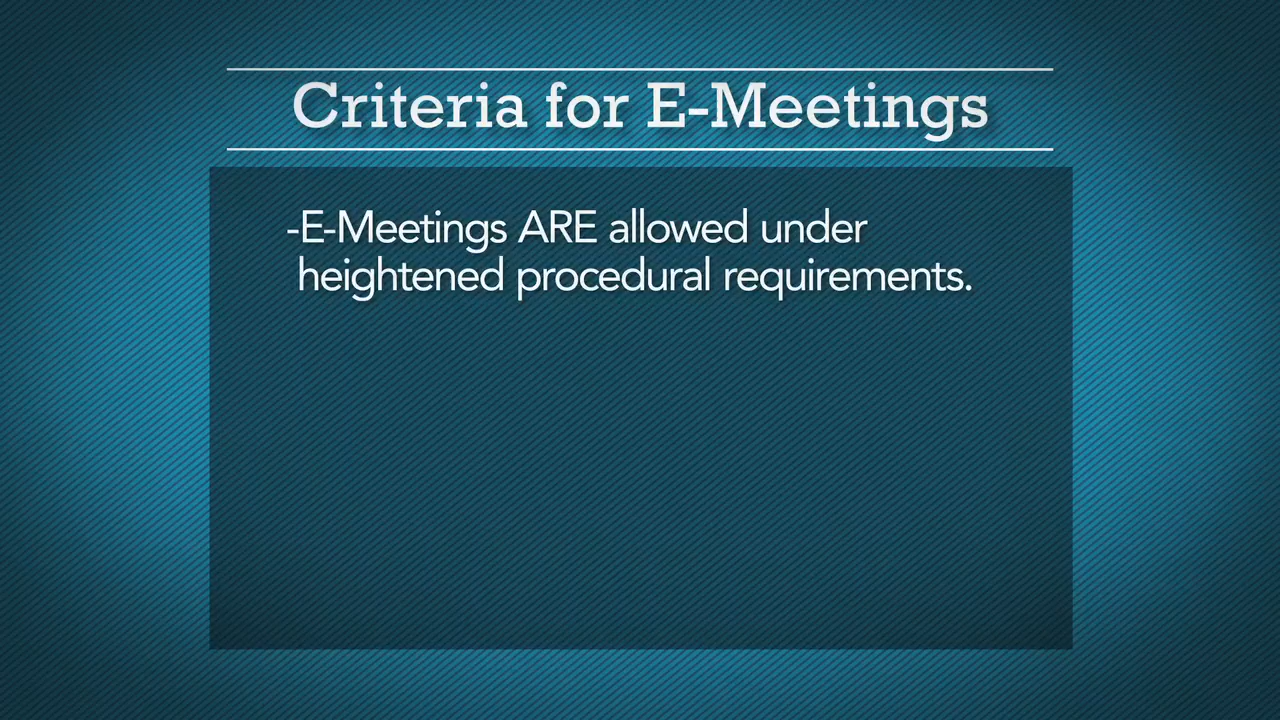 Criteria for E-Meetings
-E-Meetings ARE allowed under
heightened procedural requirements.